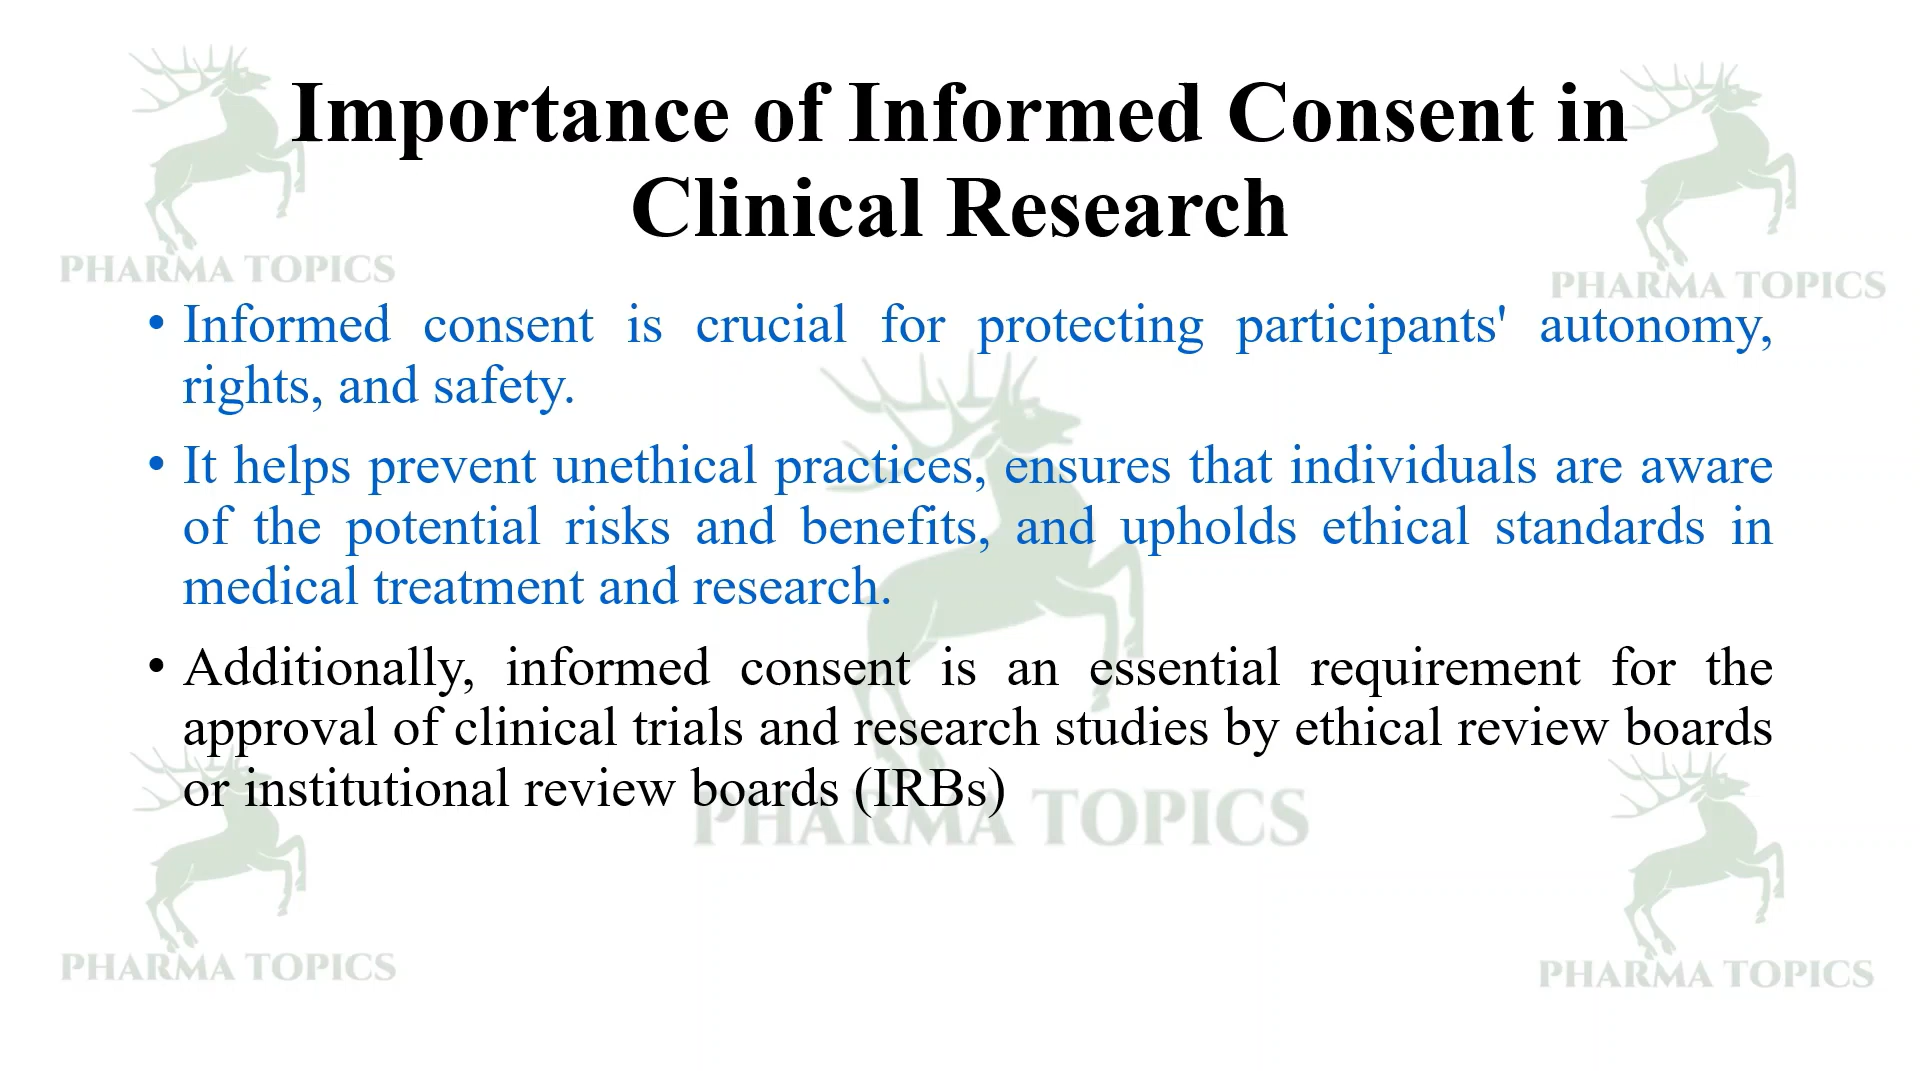 Importance of Informed Consent in
Clinical Research
PHARMA TOPICS
PHARMA TOPICS
• Informed consent is crucial for protecting participants' autonomy,
rights, and safety.
• It helps prevent unethical practices, ensures that individuals are aware
of the potential risks and benefits, and upholds ethical standards in
medical treatment and research.
• Additionally, informed consent is an essential requirement for the
approval of clinical trials and research studies by ethical review boards
or institutional review boards (IRBs)
PHARMA TOPICS
PHARMA TOPICS
PHARMA TOPICS